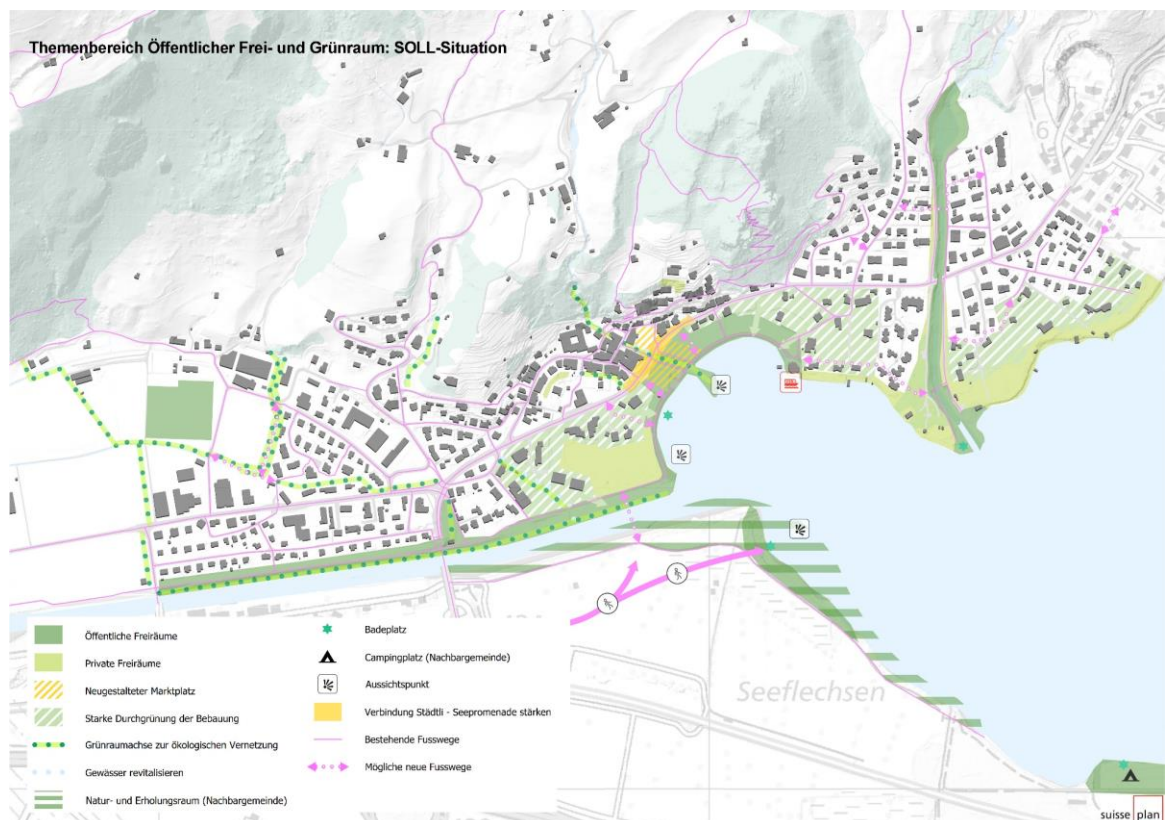 Themenbereich Öffentlicher Frei- und Grünraum: SOLL-Situation
Seeflechsen
Öffentliche Freiräume
Private Freiräume
Neugestalteter Marktplatz
Starke Durchgrünung der Bebauung
Grünraumachse zur ökologischen Vernetzung
Gewässer revitalisieren
Natur- und Erholungsraum (Nachbargemeinde)
Badeplatz
Campingplatz (Nachbargemeinde)
Aussichtspunkt
Verbindung Städtli - Seepromenade stärken
Bestehende Fusswege
Mögliche neue Fusswege
suisse plan